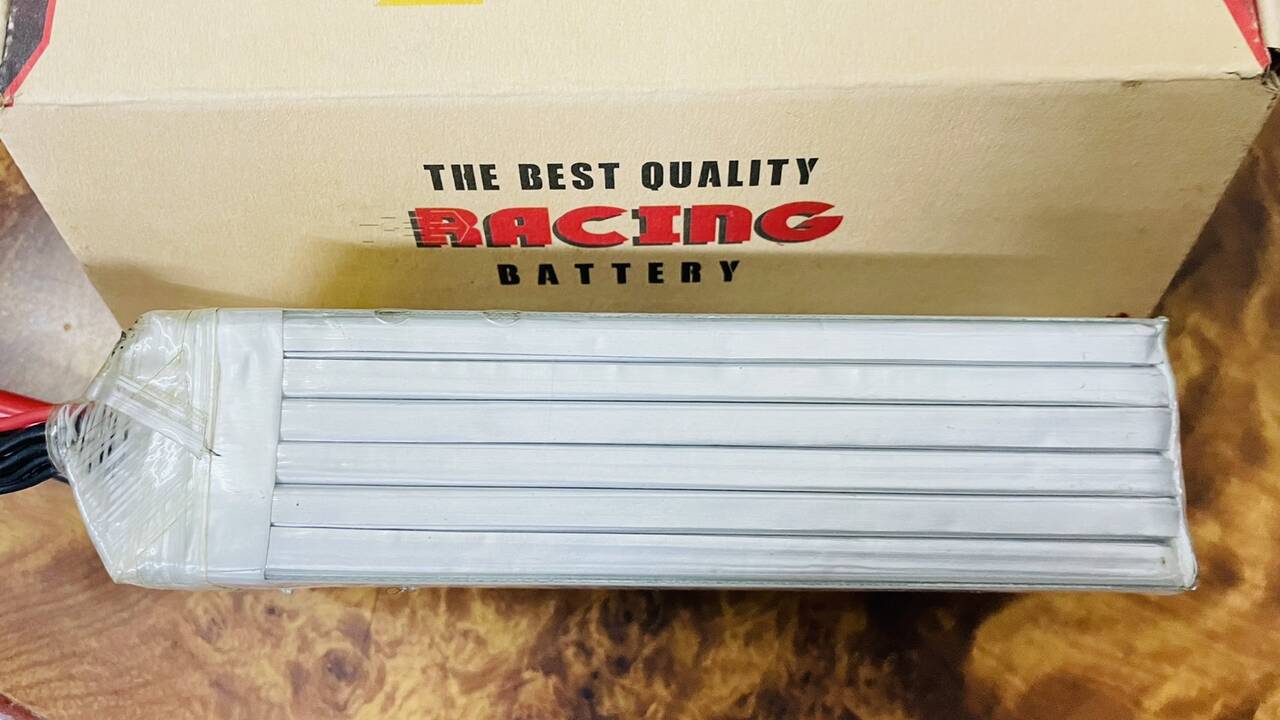 THE BEST QUALITY
RACING
BATTERY